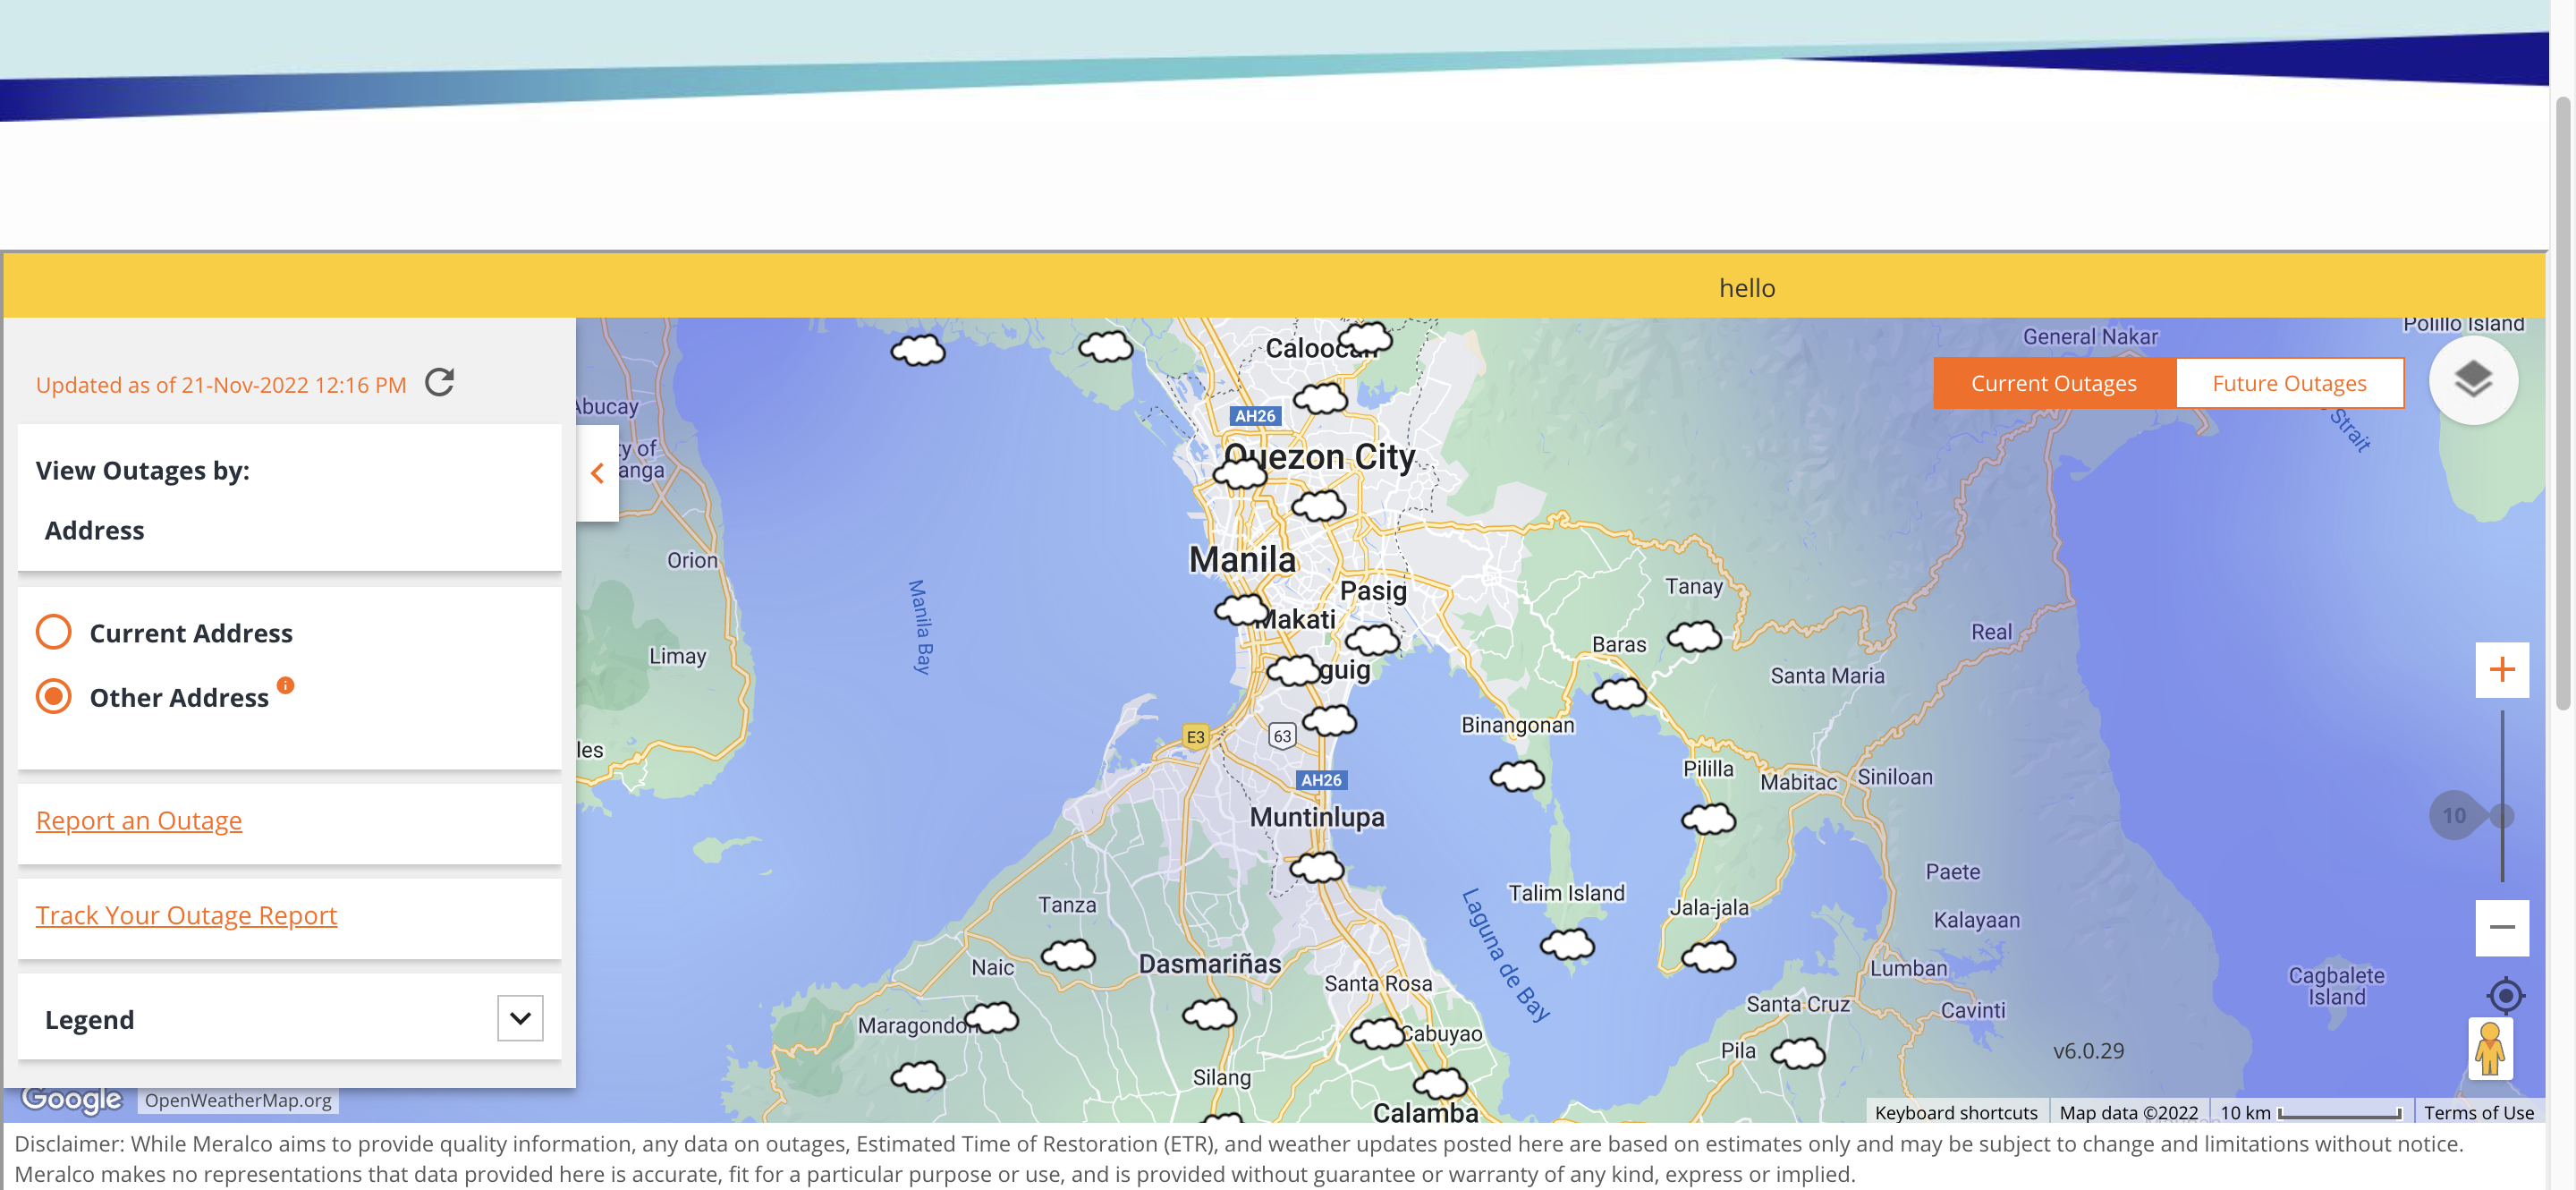 hello
Updated as of 21-Nov-2022 12:16 PM
View Outages by:
Address
Current Address
Other Address
Report an Outage
Track Your Outage Report
Legend
Current Outages
Future Outages
Polillo Island
General Nakar
Strait
Abucay
Orion
Limay
Manila Bay
AH26
Quezon City
Manila
Pasig
Makati
Tanay
Baras
Real
Santa Maria
Binangonan
E3
63
AH26
Pililla
Mabitac
Siniloan
Muntinlupa
10
Paete
Talim Island
Jala-jala
Kalayaan
Tanza
Laguna de Bay
Naic
Dasmariñas
Lumban
Santa Rosa
Cagbalete
Island
Santa Cruz
Cavinti
Cabuyao
Pila
v6.0.29
Silang
Calamba
Google
OpenWeatherMap.org
Keyboard shortcuts
Map data ©2022
10 km
Terms of Use
Disclaimer: While Meralco aims to provide quality information, any data on outages, Estimated Time of Restoration (ETR), and weather updates posted here are based on estimates only and may be subject to change and limitations without notice.
Meralco makes no representations that data provided here is accurate, fit for a particular purpose or use, and is provided without guarantee or warranty of any kind, express or implied.